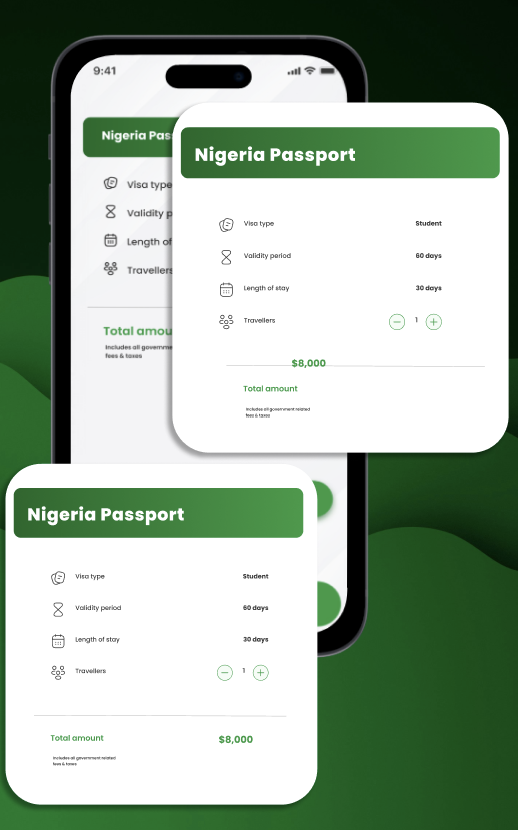 9:41
Nigeria Pas
Visa type
Validity p
Length of
Travellers
Total amou
Includes all governme
fees & taxes
Nigeria Passport
Visa type Student
Validity period 60 days
Length of stay 30 days
Travellers 1
$8,000
Total amount
Includes all government related
fees & taxes
Nigeria Passport
Visa type Student
Validity period 60 days
Length of stay 30 days
Travellers 1
Total amount $8,000
Includes all government related
fees & taxes